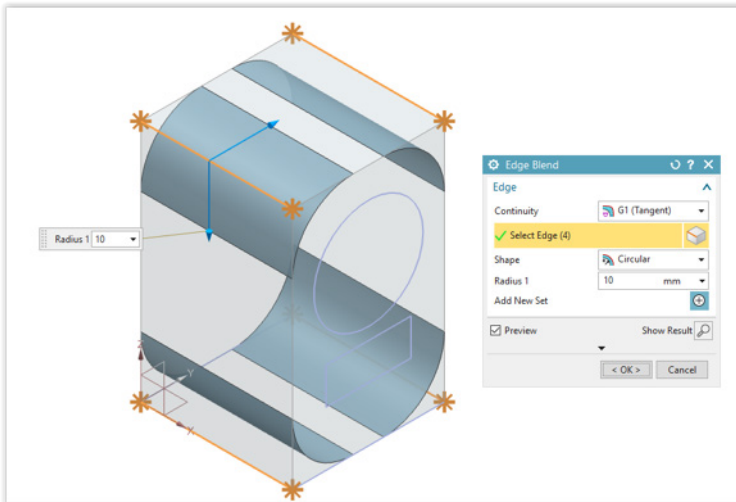 Radius 1 10
Z
Y
X
Edge Blend
Edge
Continuity G1 (Tangent)
Select Edge (4)
Shape Circular
Radius 1 10 mm
Add New Set
Preview Show Result
< OK > Cancel